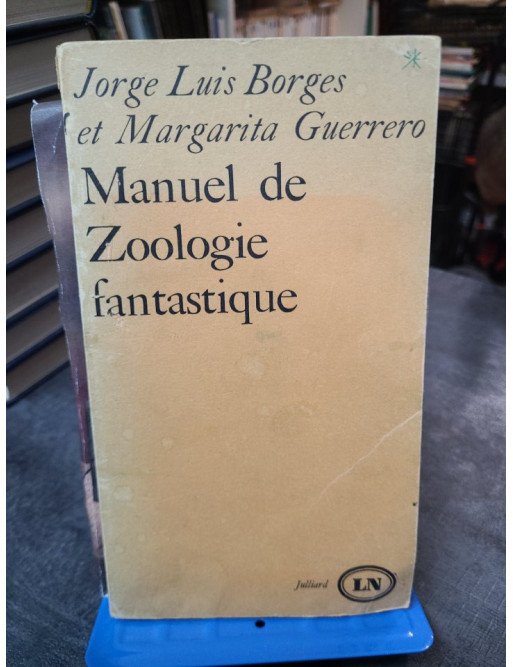 Jorge Luis Borges
et Margarita Guerrero
Manuel de
Zoologie
fantastique
Julliard LN